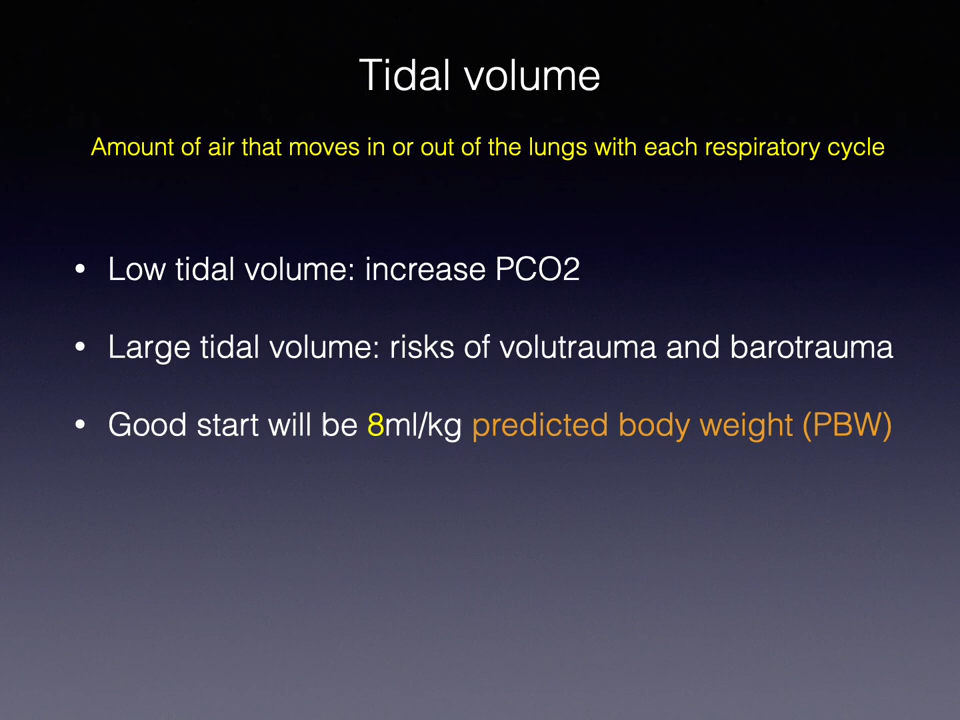 Tidal volume
Amount of air that moves in or out of the lungs with each respiratory cycle
• Low tidal volume: increase PCO2
• Large tidal volume: risks of volutrauma and barotrauma
• Good start will be 8ml/kg predicted body weight (PBW)